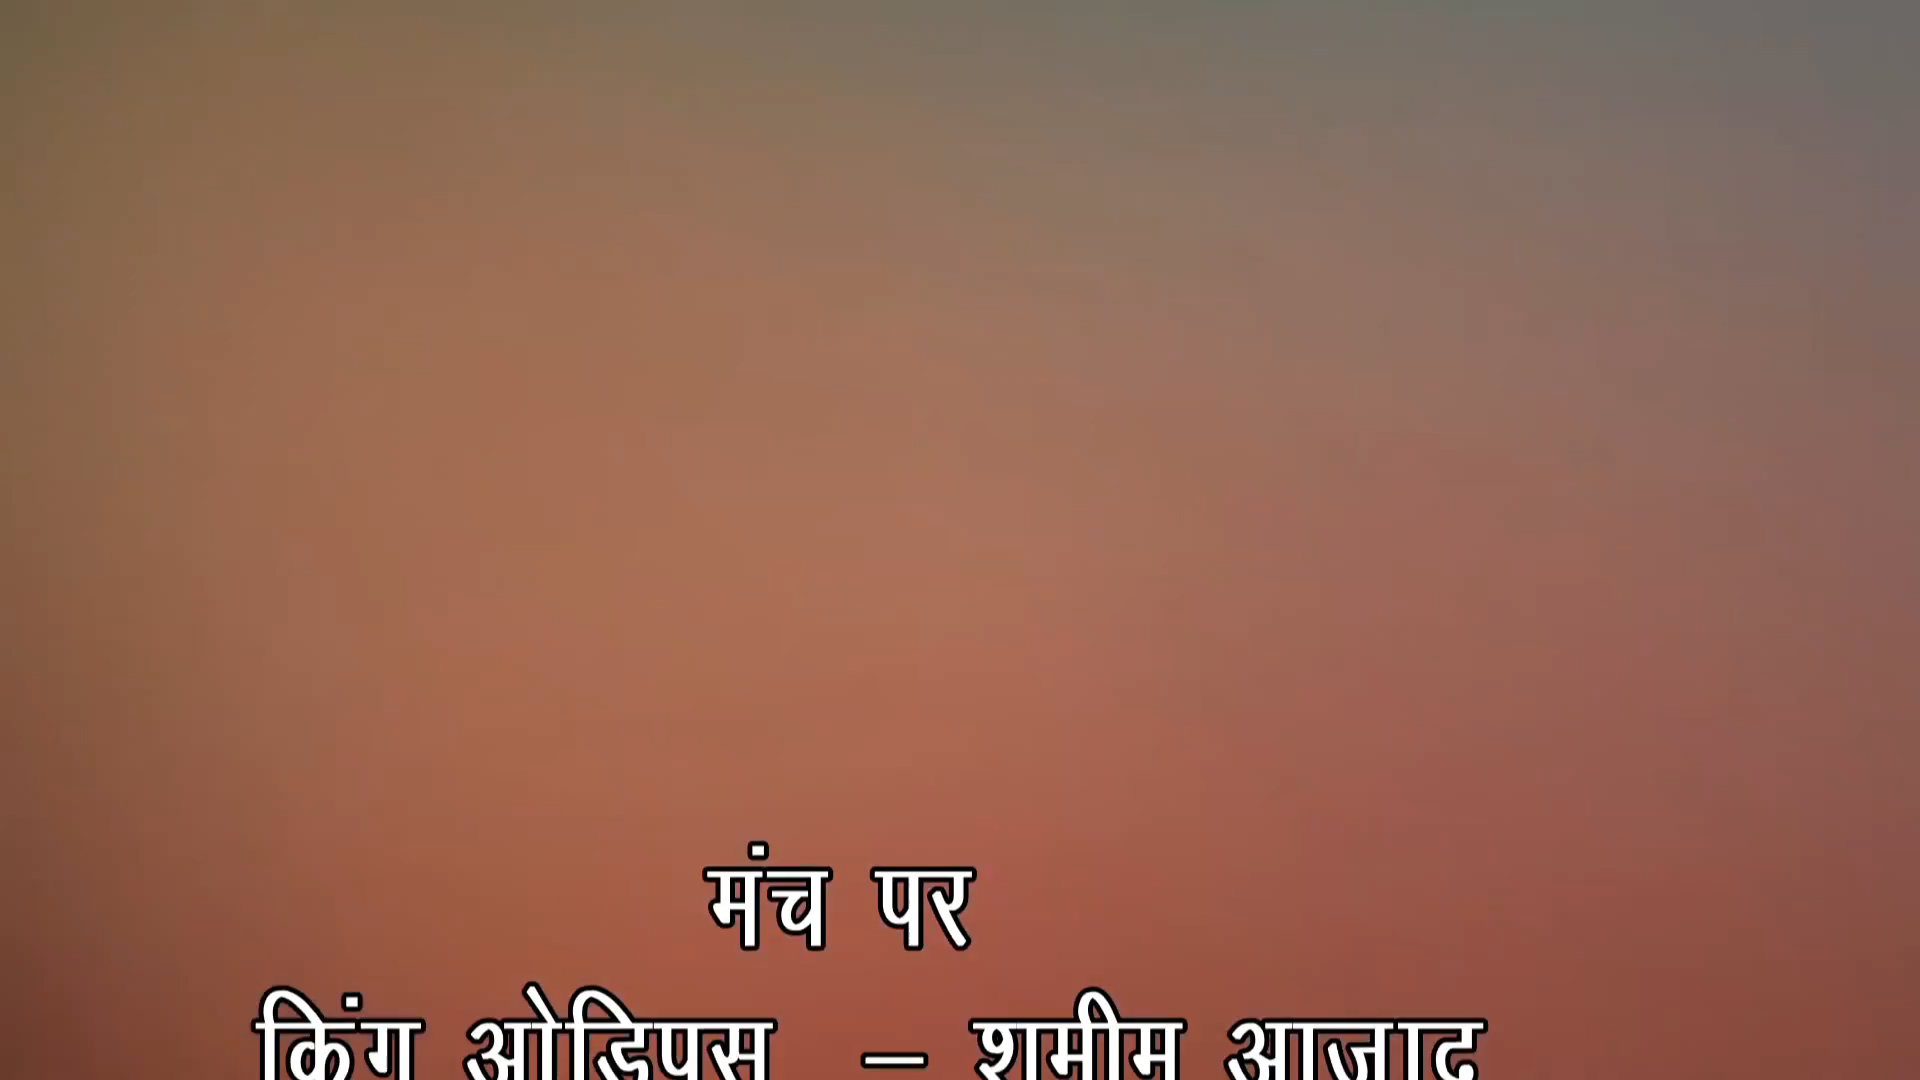 मंच पर
किंग ओडिपस – शमीम आजाद